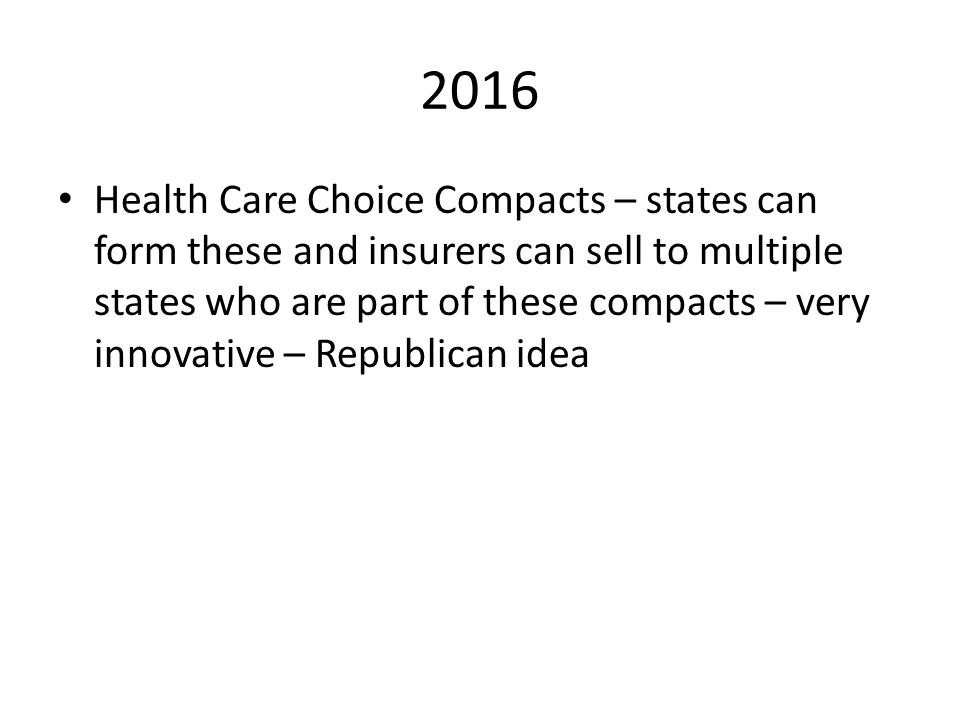 2016
• Health Care Choice Compacts – states can
form these and insurers can sell to multiple
states who are part of these compacts – very
innovative – Republican idea